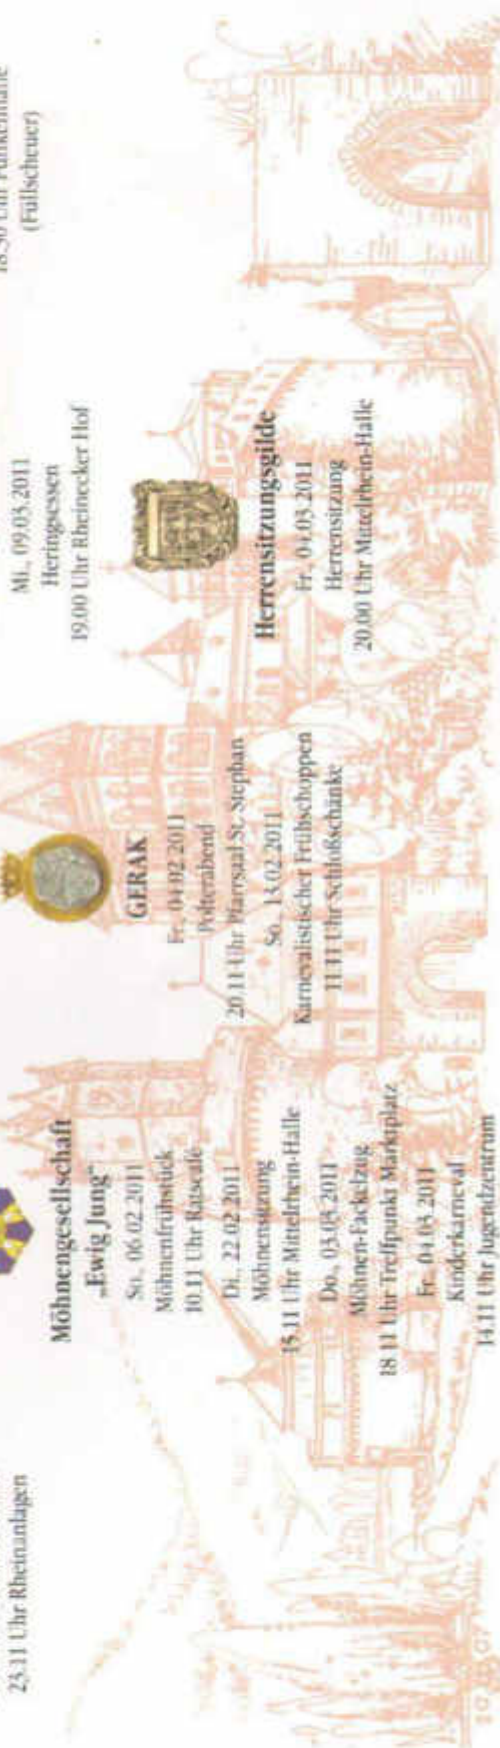 23.11 Uhr Rheinanlagen
Möhnengesellschaft
„Ewig Jung“
So., 06.02.2011
Möhnenfrühstück
10.11 Uhr Ratscafé
Di., 22.02.2011
Möhnensitzung
15.11 Uhr Mittelrhein-Halle
Do., 03.03.2011
Möhnen-Fackelzug
18.11 Uhr Treffpunkt Marktplatz
Fr., 04.03.2011
Kinderkarneval
14.11 Uhr Jugendzentrum
GERAK
Fr., 04.02.2011
Polterabend
20.11 Uhr Pfarrsaal St. Stephan
So., 13.02.2011
Karnevalistischer Frühschoppen
11.11 Uhr Schloßschänke
Mi., 09.03.2011
Heringsessen
19.00 Uhr Rheinecker Hof
Herrensitzungsgilde
Fr., 04.03.2011
Herrensitzung
20.00 Uhr Mittelrhein-Halle
Uhr Funkenhalle
(Füllscheuer)